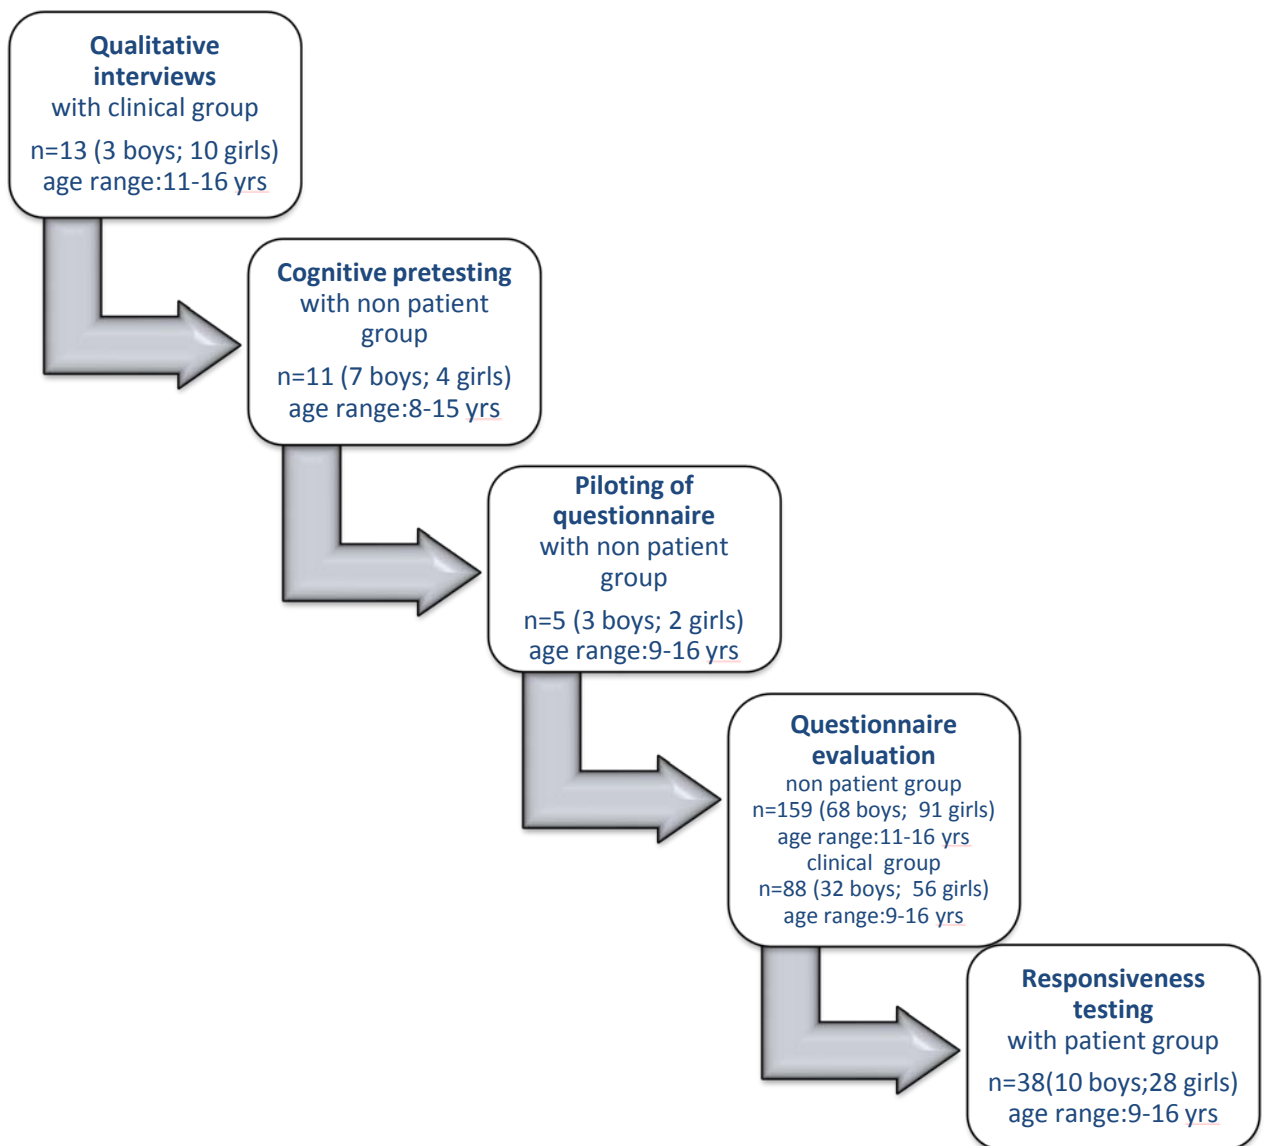 Qualitative
interviews
with clinical group
n=13 (3 boys; 10 girls)
age range:11-16 yrs
Cognitive pretesting
with non patient
group
n=11 (7 boys; 4 girls)
age range:8-15 yrs
Piloting of
questionnaire
with non patient
group
n=5 (3 boys; 2 girls)
age range:9-16 yrs
Questionnaire
evaluation
non patient group
n=159 (68 boys;  91 girls)
age range:11-16 yrs
clinical  group
n=88 (32 boys;  56 girls)
age range:9-16 yrs
Responsiveness
testing
with patient group
n=38(10 boys;28 girls)
age range:9-16 yrs